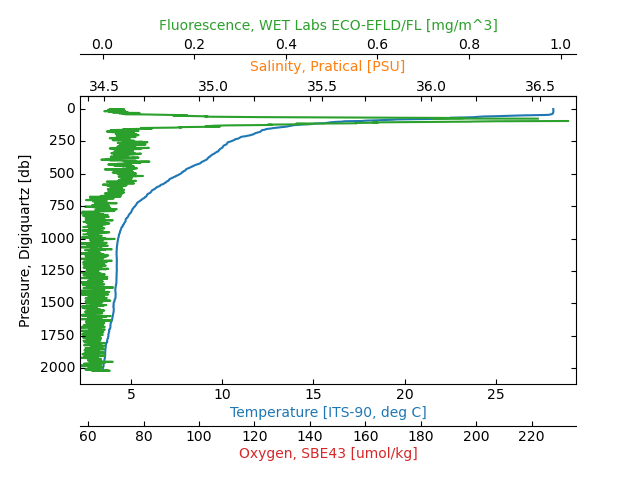 Fluorescence, WET Labs ECO-EFLD/FL [mg/m^3]
0.0 0.2 0.4 0.6 0.8 1.0
Salinity, Pratical [PSU]
34.5 35.0 35.5 36.0 36.5
Pressure, Digiquartz [db]
0
250
500
750
1000
1250
1500
1750
2000
5 10 15 20 25
Temperature [ITS-90, deg C]
60 80 100 120 140 160 180 200 220
Oxygen, SBE43 [umol/kg]